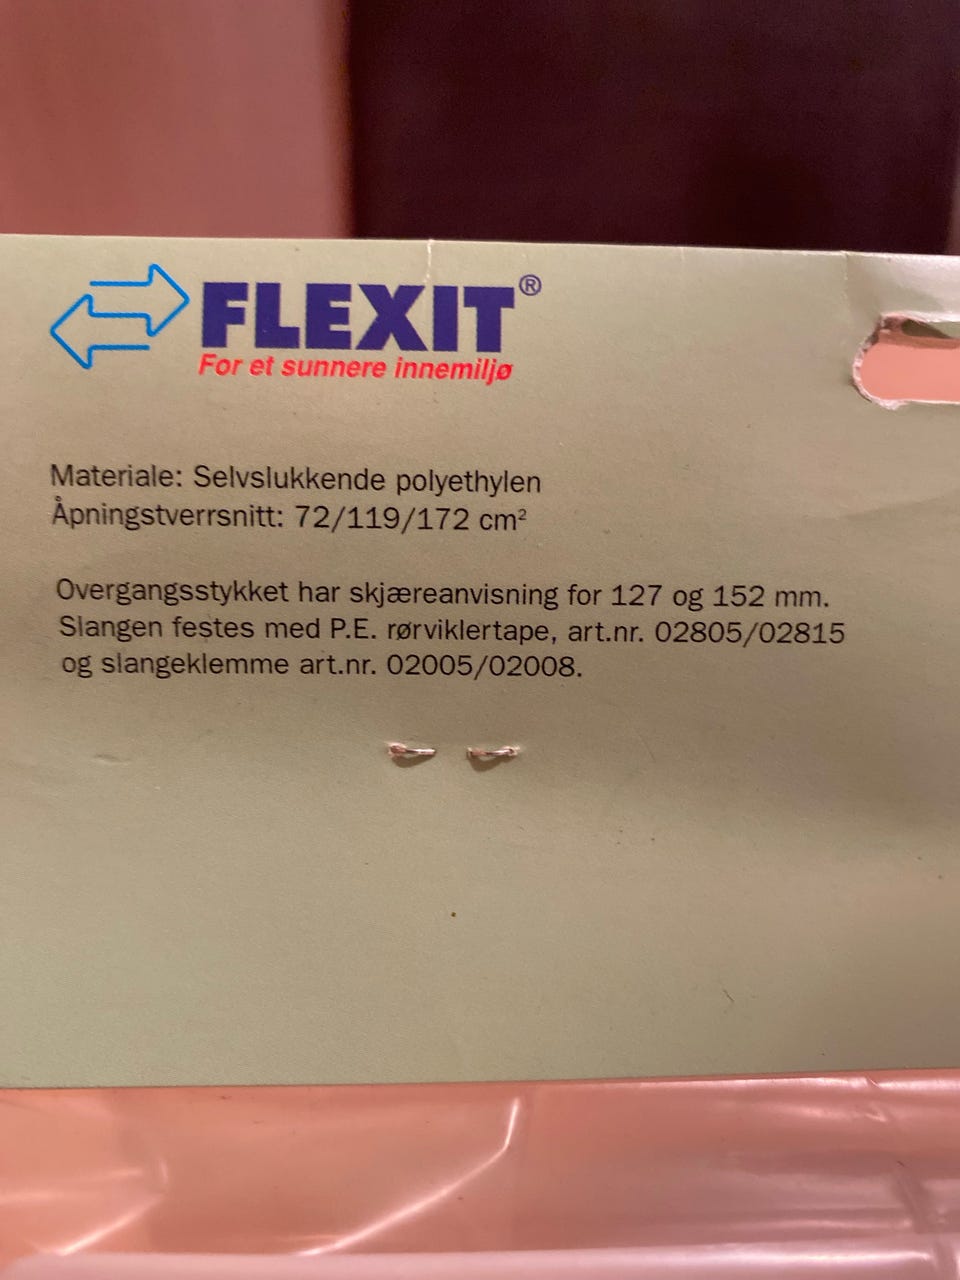 FLEXIT®
For et sunnere innemiljø
Materiale: Selvslukkende polyethylen
Åpningstverrsnitt: 72/119/172 cm²
Overgangsstykket har skjæreanvisning for 127 og 152 mm.
Slangen festes med P.E. rørviklertape, art.nr. 02805/02815
og slangeklemme art.nr. 02005/02008.